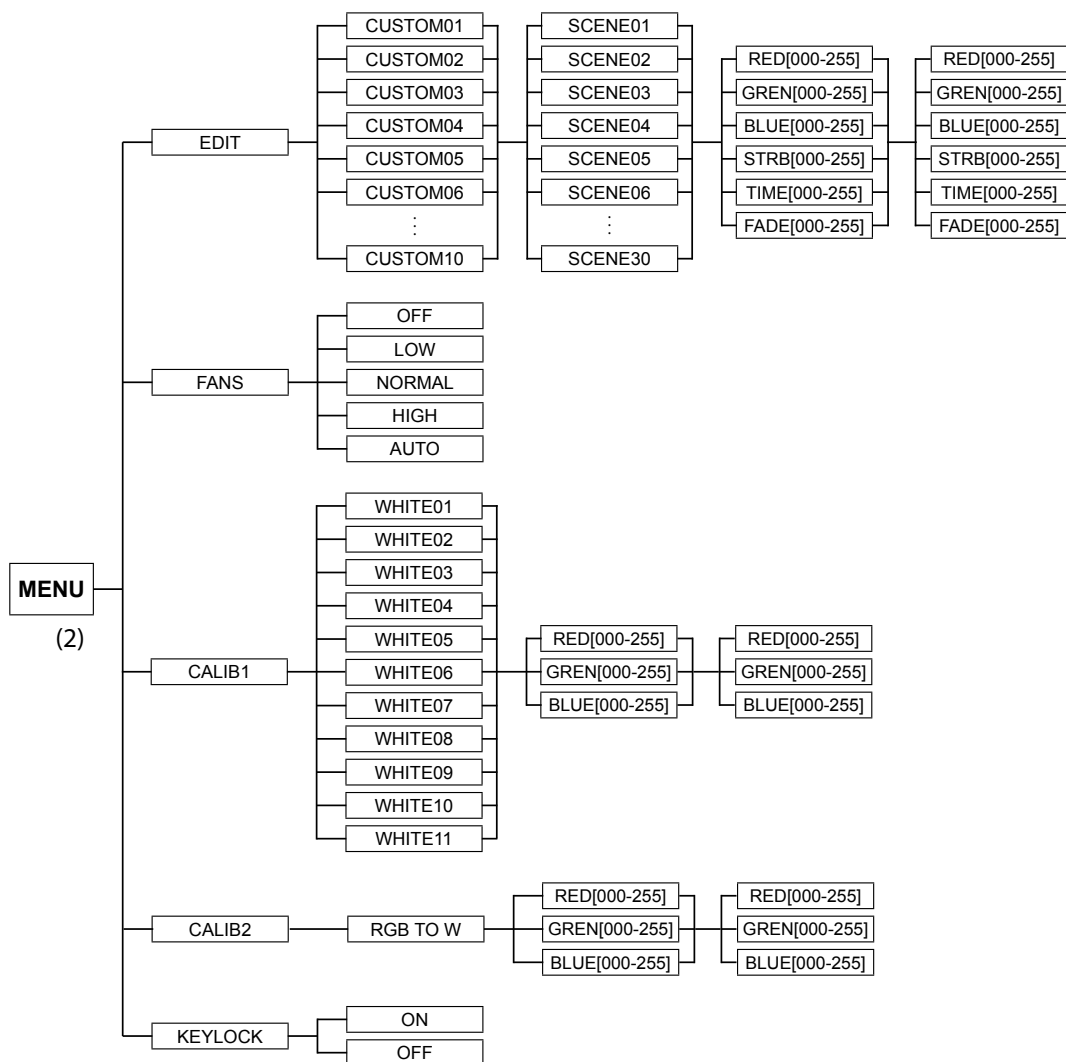 CUSTOM01 SCENE01
CUSTOM02 SCENE02 RED[000-255] RED[000-255]
CUSTOM03 SCENE03 GREN[000-255] GREN[000-255]
EDIT CUSTOM04 SCENE04 BLUE[000-255] BLUE[000-255]
CUSTOM05 SCENE05 STRB[000-255] STRB[000-255]
CUSTOM06 SCENE06 TIME[000-255] TIME[000-255]
⋮ ⋮ FADE[000-255] FADE[000-255]
CUSTOM10 SCENE30
OFF
LOW
FANS NORMAL
HIGH
AUTO
WHITE01
WHITE02
WHITE03
MENU
WHITE04
(2)
WHITE05 RED[000-255] RED[000-255]
CALIB1 WHITE06 GREN[000-255] GREN[000-255]
WHITE07 BLUE[000-255] BLUE[000-255]
WHITE08
WHITE09
WHITE10
WHITE11
RED[000-255] RED[000-255]
CALIB2 RGB TO W GREN[000-255] GREN[000-255]
BLUE[000-255] BLUE[000-255]
ON
KEYLOCK
OFF